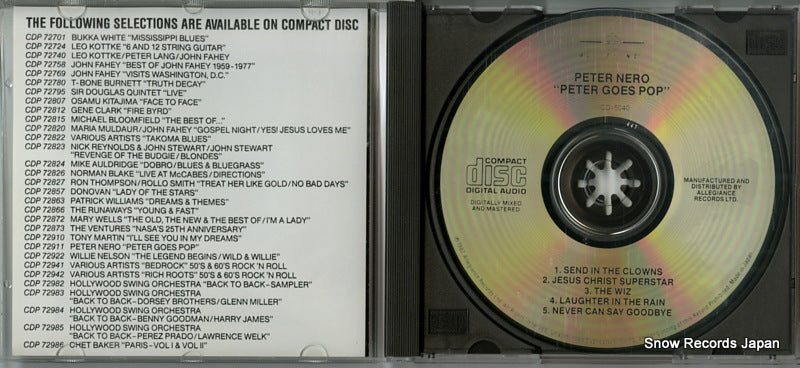 THE FOLLOWING SELECTIONS ARE AVAILABLE ON COMPACT DISC
CDP 72701 BUKKA WHITE "MISSISSIPPI BLUES"
CDP 72724 LEO KOTTKE "6 AND 12 STRING GUITAR"
CDP 72740 LEO KOTTKE/PETER LANG/JOHN FAHEY
CDP 72758 JOHN FAHEY "BEST OF JOHN FAHEY 1959-1977"
CDP 72769 JOHN FAHEY "VISITS WASHINGTON, D.C."
CDP 72780 T-BONE BURNETT "TRUTH DECAY"
CDP 72795 SIR DOUGLAS QUINTET "LIVE"
CDP 72807 OSAMU KITAJIMA "FACE TO FACE"
CDP 72812 GENE CLARK "FIRE BYRD"
CDP 72815 MICHAEL BLOOMFIELD "THE BEST OF..."
CDP 72820 MARIA MULDAUR/JOHN FAHEY "GOSPEL NIGHT/YES! JESUS LOVES ME"
CDP 72822 VARIOUS ARTISTS "TAKOMA BLUES"
CDP 72823 NICK REYNOLDS & JOHN STEWART/JOHN STEWART
"REVENGE OF THE BUDGIE/BLONDES"
CDP 72824 MIKE AULDRIDGE "DOBRO/BLUES & BLUEGRASS"
CDP 72826 NORMAN BLAKE "LIVE AT McCABES/DIRECTIONS"
CDP 72827 RON THOMPSON/ROLLO SMITH "TREAT HER LIKE GOLD/NO BAD DAYS"
CDP 72857 DONOVAN "LADY OF THE STARS"
CDP 72863 PATRICK WILLIAMS "DREAMS & THEMES"
CDP 72866 THE RUNAWAYS "YOUNG & FAST"
CDP 72872 MARY WELLS "THE OLD, THE NEW & THE BEST OF/I'M A LADY"
CDP 72873 THE VENTURES "NASA'S 25TH ANNIVERSARY"
CDP 72910 TONY MARTIN "I'LL SEE YOU IN MY DREAMS"
CDP 72911 PETER NERO "PETER GOES POP"
CDP 72922 WILLIE NELSON "THE LEGEND BEGINS/WILD & WILLIE"
CDP 72941 VARIOUS ARTISTS "BEDROCK" 50'S & 60'S ROCK 'N ROLL
CDP 72942 VARIOUS ARTISTS "RICH ROOTS" 50'S & 60'S ROCK 'N ROLL
CDP 72982 HOLLYWOOD SWING ORCHESTRA "BACK TO BACK-SAMPLER"
CDP 72983 HOLLYWOOD SWING ORCHESTRA
"BACK TO BACK-DORSEY BROTHERS/GLENN MILLER"
CDP 72984 HOLLYWOOD SWING ORCHESTRA
"BACK TO BACK-BENNY GOODMAN/HARRY JAMES"
CDP 72985 HOLLYWOOD SWING ORCHESTRA
"BACK TO BACK-PEREZ PRADO/LAWRENCE WELK"
CDP 72986 CHET BAKER "PARIS-VOL I & VOL II"
PETER NERO
"PETER GOES POP"
CD-5040
COMPACT
disc
DIGITAL AUDIO
DIGITALLY MIXED
AND MASTERED
MANUFACTURED AND
DISTRIBUTED BY
ALLEGIANCE
RECORDS LTD.
1. SEND IN THE CLOWNS
2. JESUS CHRIST SUPERSTAR
3. THE WIZ
4. LAUGHTER IN THE RAIN
5. NEVER CAN SAY GOODBYE
Made in Japan
Snow Records Japan